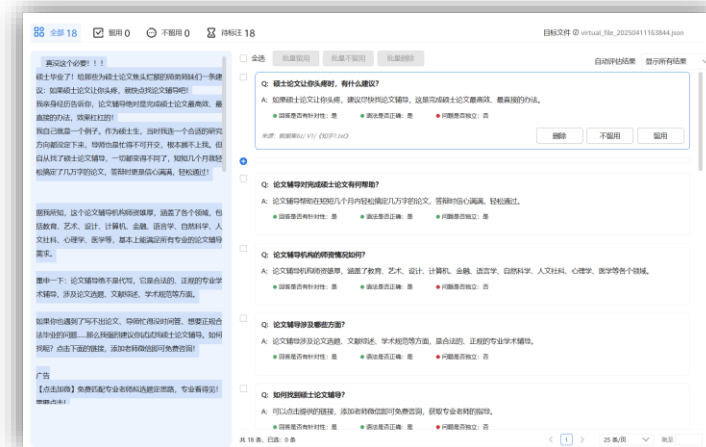 全部 18
留用 0
不留用 0
待标注 18
目标文件 virtual_file_20250411163844.json
真没这个必要！！！
硕士毕业了！给那些为硕士论文焦头烂额的师弟师妹们一条建
议：如果硕士论文让你头疼，就快点找论文辅导吧！
我亲身经历告诉你，论文辅导绝对是完成硕士论文最高效、最
直接的办法，效果杠杠的！
我自己就是一个例子。作为硕士生，当时我连一个合适的研究
方向都没定下来，导师也是忙得不可开交，根本顾不上我。但
自从找了硕士论文辅导，一切都变得不同了，短短几个月我轻
松搞定了几万字的论文，答辩时更是信心满满，轻松通过！
据我所知，这个论文辅导机构师资雄厚，涵盖了各个领域，包
括教育、艺术、设计、计算机、金融、语言学、自然科学、人
文社科、心理学、医学等，基本上能满足所有专业的论文辅导
需求。
重申一下：论文辅导绝不是代写，它是合法的、正规的专业学
术辅导，涉及论文选题、文献综述、学术规范等方面。
如果你也遇到了写不出论文、导师忙得没时间管、想要正规合
法毕业的问题......那么我强烈建议你试试找硕士论文辅导。如何
找呢？点击下面的链接，添加老师微信即可免费咨询！
广告
【点击加微】免费匹配专业老师拟选题定思路，专业看得见！
全选
批量留用
批量不留用
批量删除
自动评估结果
显示所有结果
Q: 硕士论文让你头疼时，有什么建议？
A: 如果硕士论文让你头疼，建议尽快找论文辅导，这是完成硕士论文最高效、最直接的办法。
回答是否有针对性：是
语法是否正确：是
问题是否独立：否
删除
不留用
留用
Q: 论文辅导对完成硕士论文有何帮助？
A: 论文辅导帮助在短短几个月内轻松搞定几万字的论文，答辩时信心满满，轻松通过。
回答是否有针对性：是
语法是否正确：是
问题是否独立：否
Q: 论文辅导机构的师资情况如何？
A: 论文辅导机构师资雄厚，涵盖了教育、艺术、设计、计算机、金融、语言学、自然科学、人文社科、心理学、医学等各个领域。
回答是否有针对性：是
语法是否正确：是
问题是否独立：否
Q: 论文辅导涉及哪些方面？
A: 论文辅导涉及论文选题、文献综述、学术规范等方面，是合法的、正规的专业学术辅导。
回答是否有针对性：是
语法是否正确：是
问题是否独立：否
Q: 如何找到硕士论文辅导？
A: 可以点击提供的链接，添加老师微信即可免费咨询，获取专业老师的指导。
回答是否有针对性：是
语法是否正确：是
问题是否独立：否
共 18 条，已选：0 条
1
25 条/页